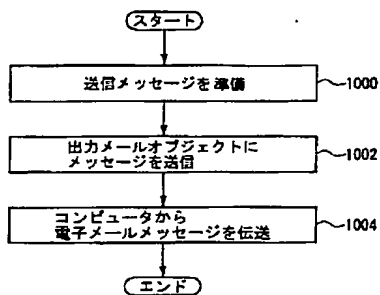 スタート
送信メッセージを準備
1000
出力メールオブジェクトに
メッセージを送信
1002
コンピュータから
電子メールメッセージを伝送
1004
エンド